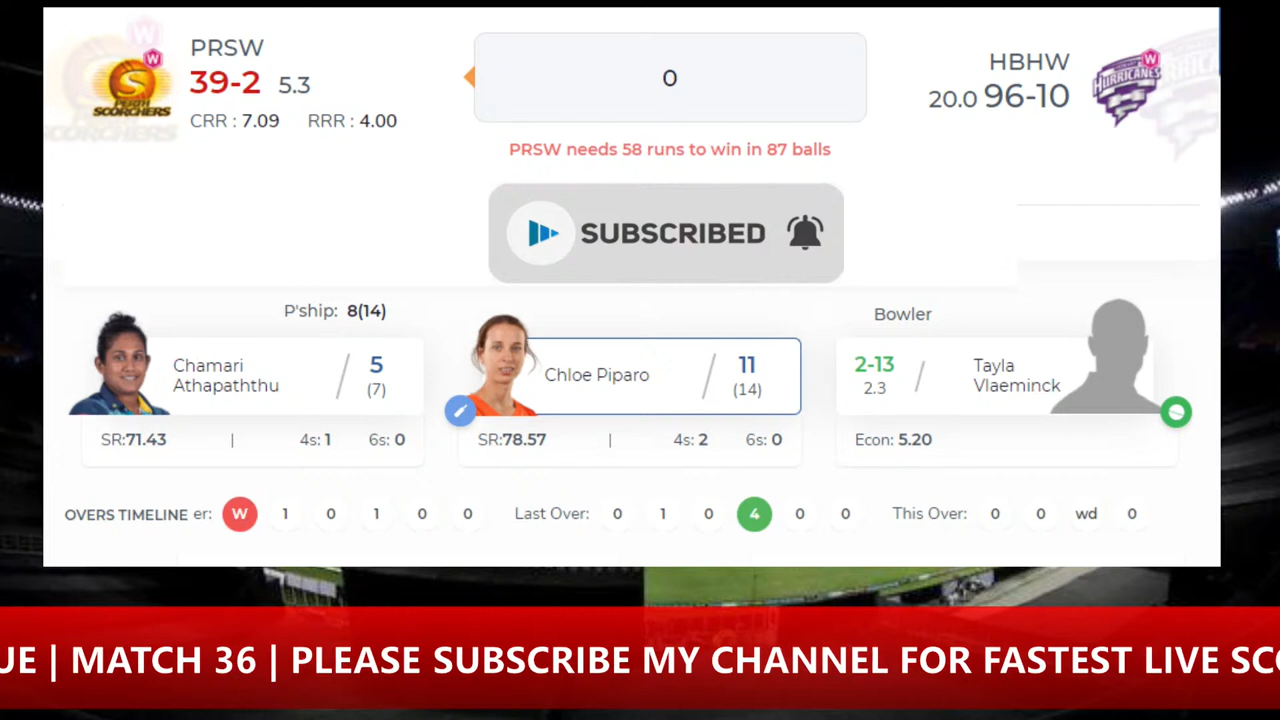 PRSW
39-2 5.3
CRR : 7.09 RRR : 4.00
0
HBHW
20.0 96-10
W
PERTH
SCORCHERS
W
HURRICANES
PRSW needs 58 runs to win in 87 balls
SUBSCRIBED
P'ship: 8(14)
Bowler
Chamari
Athapaththu
5
(7)
Chloe Piparo
11
(14)
2-13
2.3
Tayla
Vlaeminck
SR:71.43 | 4s: 1 6s: 0
SR:78.57 | 4s: 2 6s: 0
Econ: 5.20
OVERS TIMELINE er: W 1 0 1 0 0 Last Over: 0 1 0 4 0 0 This Over: 0 0 wd 0
UE | MATCH 36 | PLEASE SUBSCRIBE MY CHANNEL FOR FASTEST LIVE SC